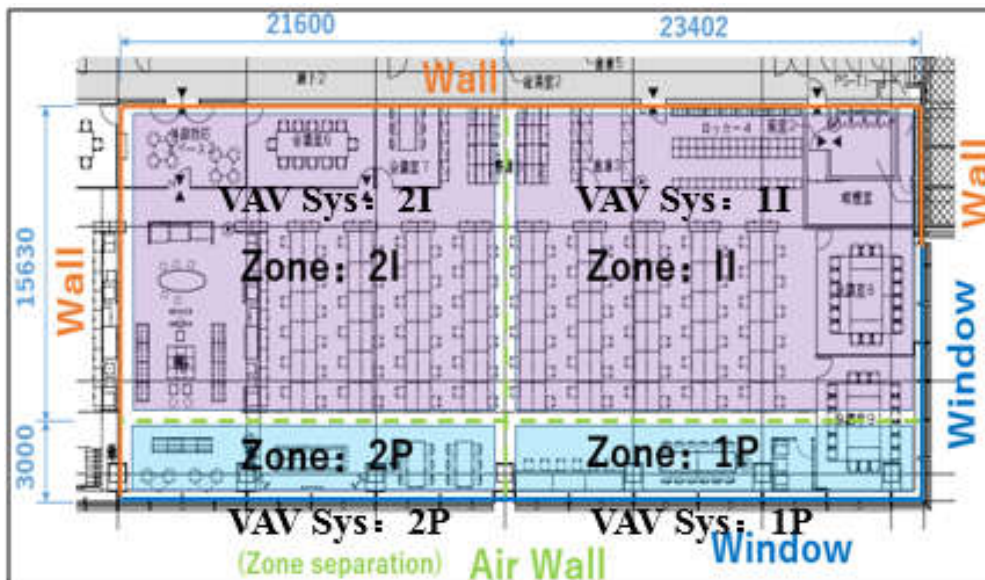 21600
23402
Wall
VAV Sys： 2I
VAV Sys： 1I
Wall
15630
Wall
Zone： 2I
Zone： 1I
Window
3000
Zone： 2P
Zone： 1P
VAV Sys： 2P
VAV Sys： 1P
(Zone separation)
Air Wall
Window